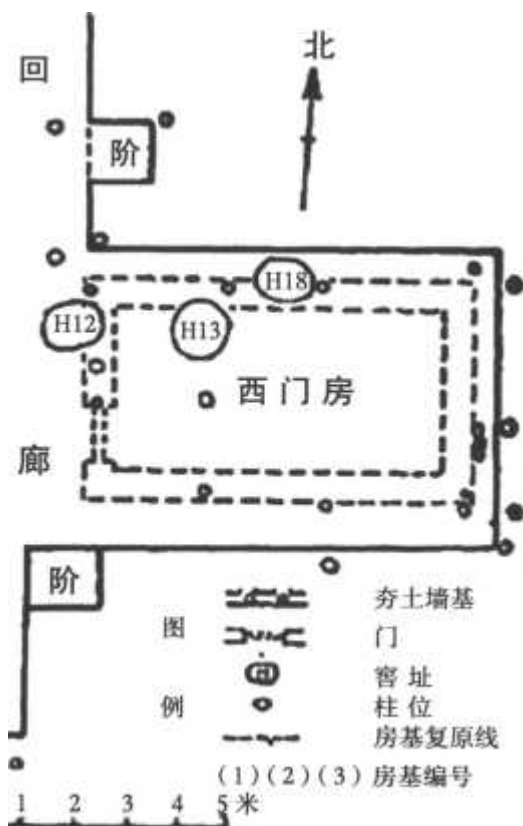 回
北
阶
H18
H12
H13
西门房
廊
阶
图例
夯土墙基
门
窖址
柱位
房基复原线
(1)(2)(3) 房基编号
1 2 3 4 5米